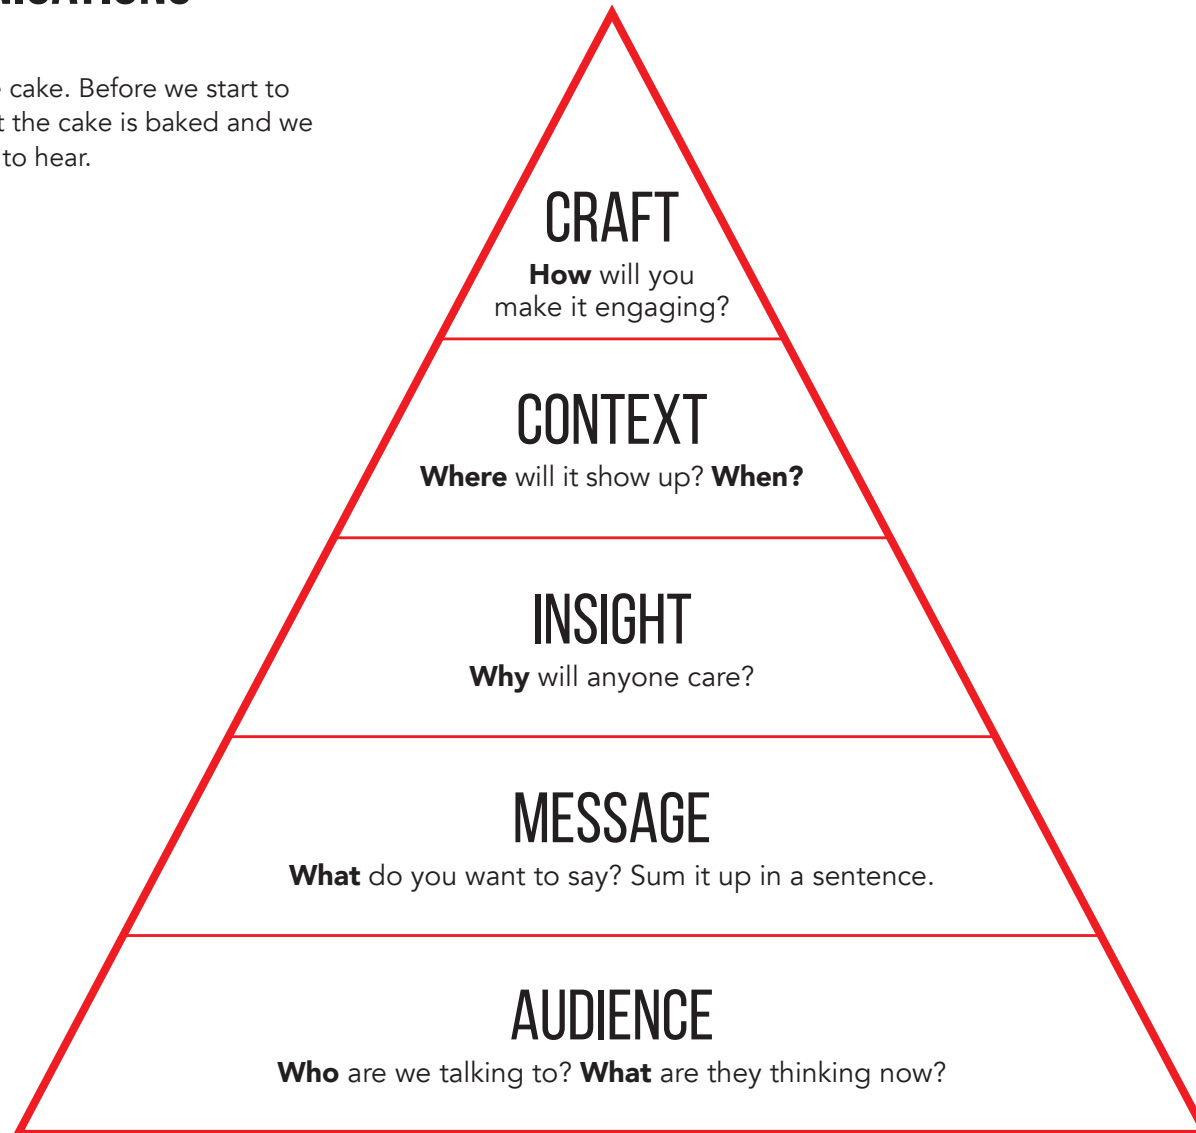 cake. Before we start to
the cake is baked and we
to hear.
CRAFT
How will you
make it engaging?
CONTEXT
Where will it show up? When?
INSIGHT
Why will anyone care?
MESSAGE
What do you want to say? Sum it up in a sentence.
AUDIENCE
Who are we talking to? What are they thinking now?